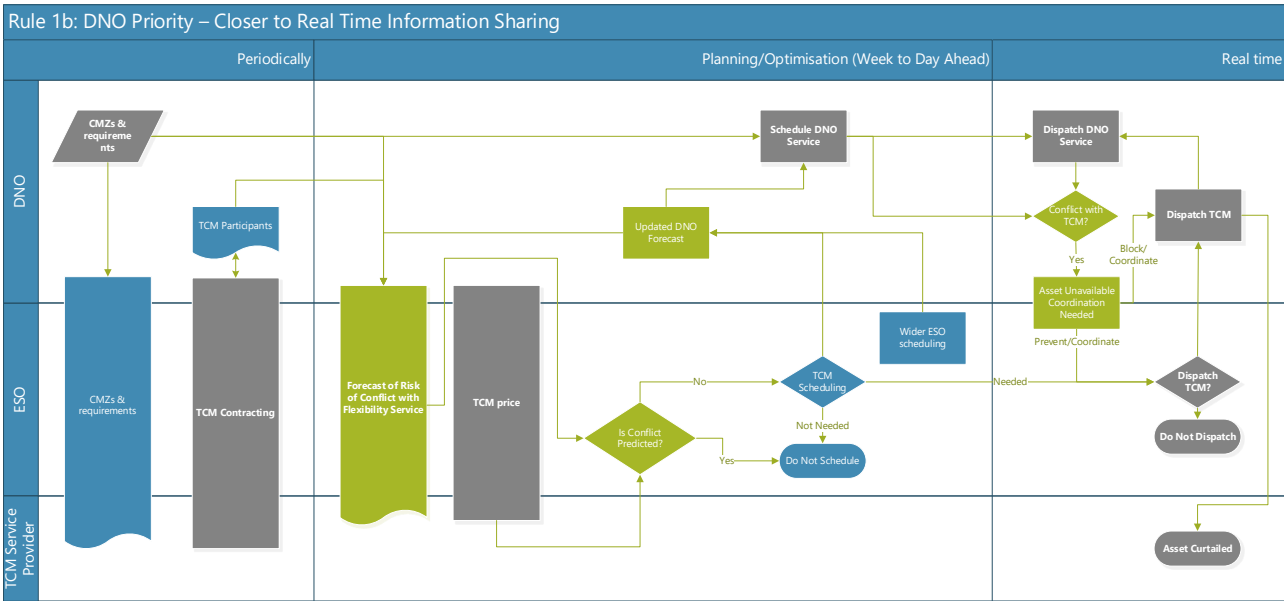 Rule 1b: DNO Priority – Closer to Real Time Information Sharing
Periodically
Planning/Optimisation (Week to Day Ahead)
Real time
DNO
CMZs &
requireme
nts
Schedule DNO
Service
Dispatch DNO
Service
TCM Participants
Updated DNO
Forecast
Conflict with
TCM?
Dispatch TCM
Yes
Block/
Coordinate
Asset Unavailable
Coordination
Needed
Prevent/Coordinate
ESO
CMZs &
requirements
TCM Contracting
Forecast of Risk
of Conflict with
Flexibility Service
TCM price
Wider ESO
scheduling
No
TCM
Scheduling
Needed
Dispatch
TCM?
Is Conflict
Predicted?
Not Needed
Yes
Do Not Schedule
Do Not Dispatch
TCM Service
Provider
Asset Curtailed